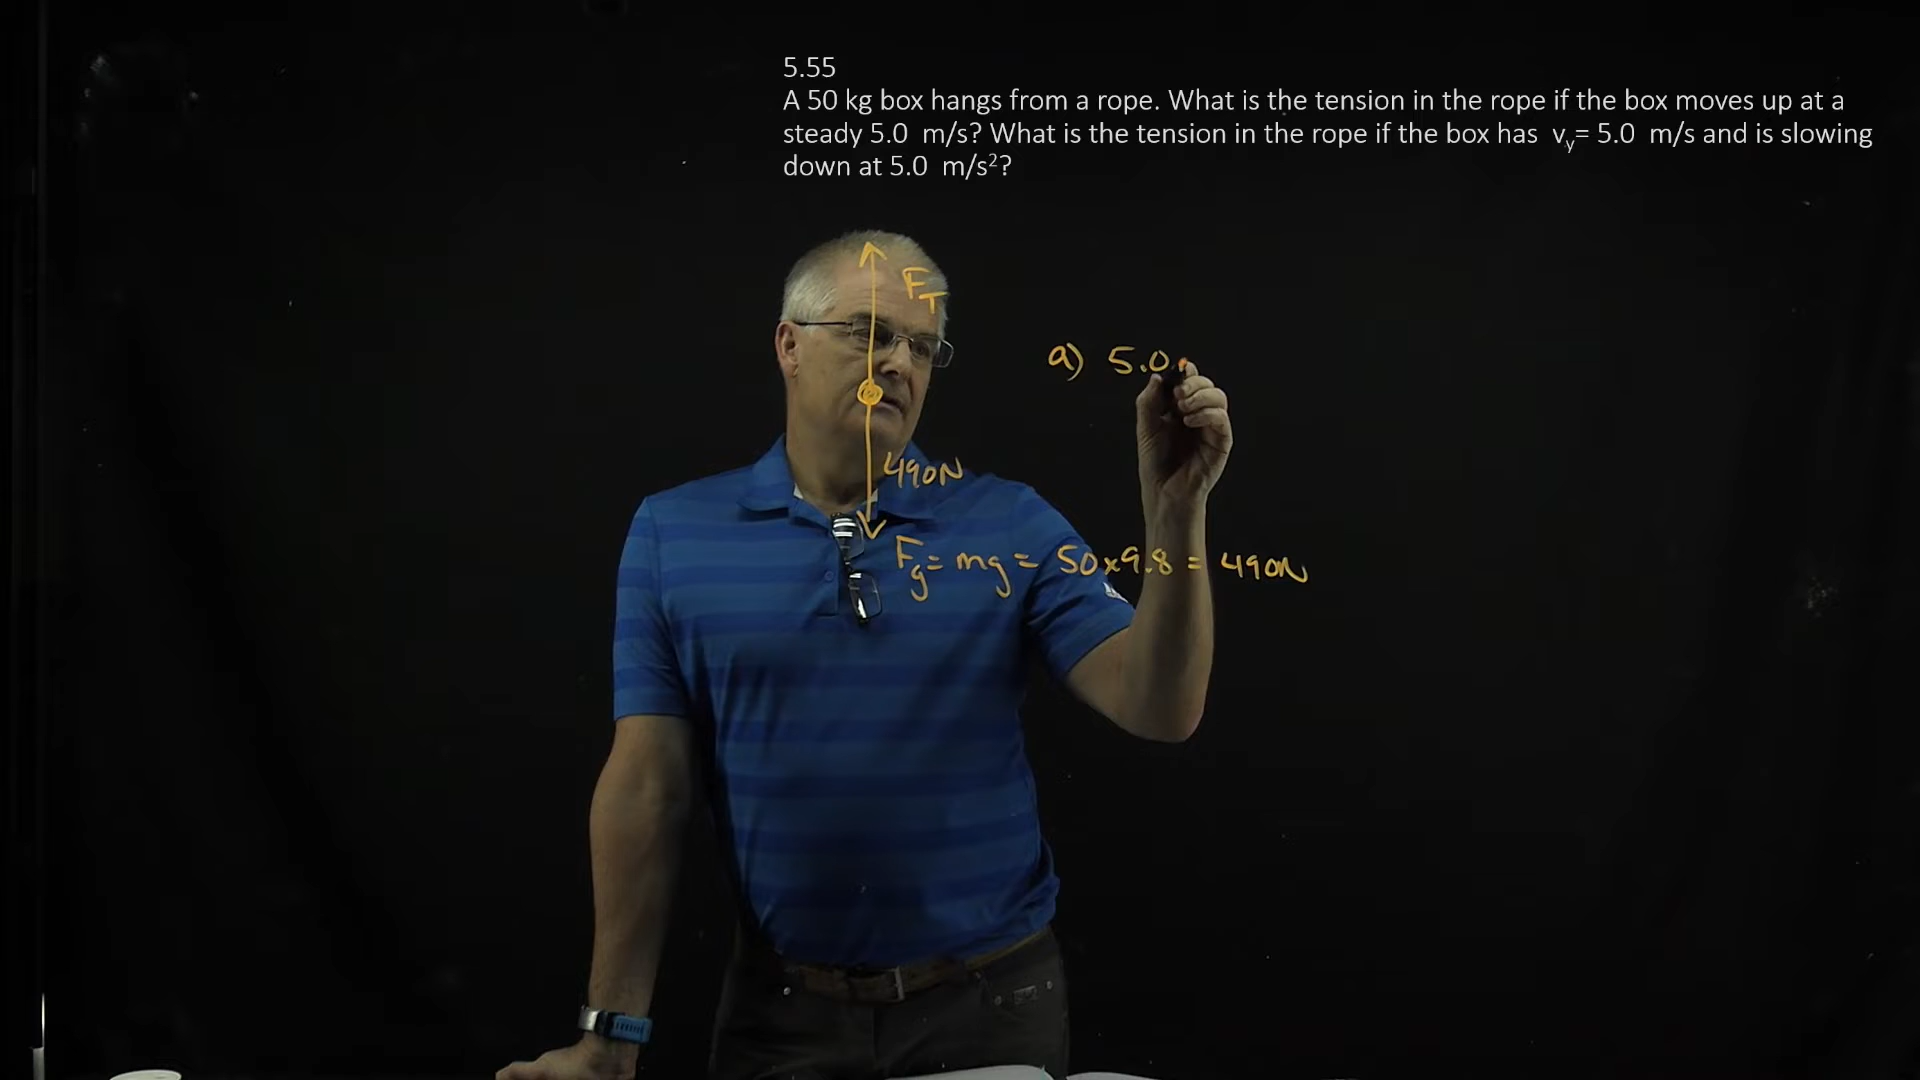 5.55
A 50 kg box hangs from a rope. What is the tension in the rope if the box moves up at a
steady 5.0 m/s? What is the tension in the rope if the box has v_y= 5.0 m/s and is slowing
down at 5.0 m/s²?
F_T
a) 5.0
490N
F_g = mg = 50x9.8 = 490N